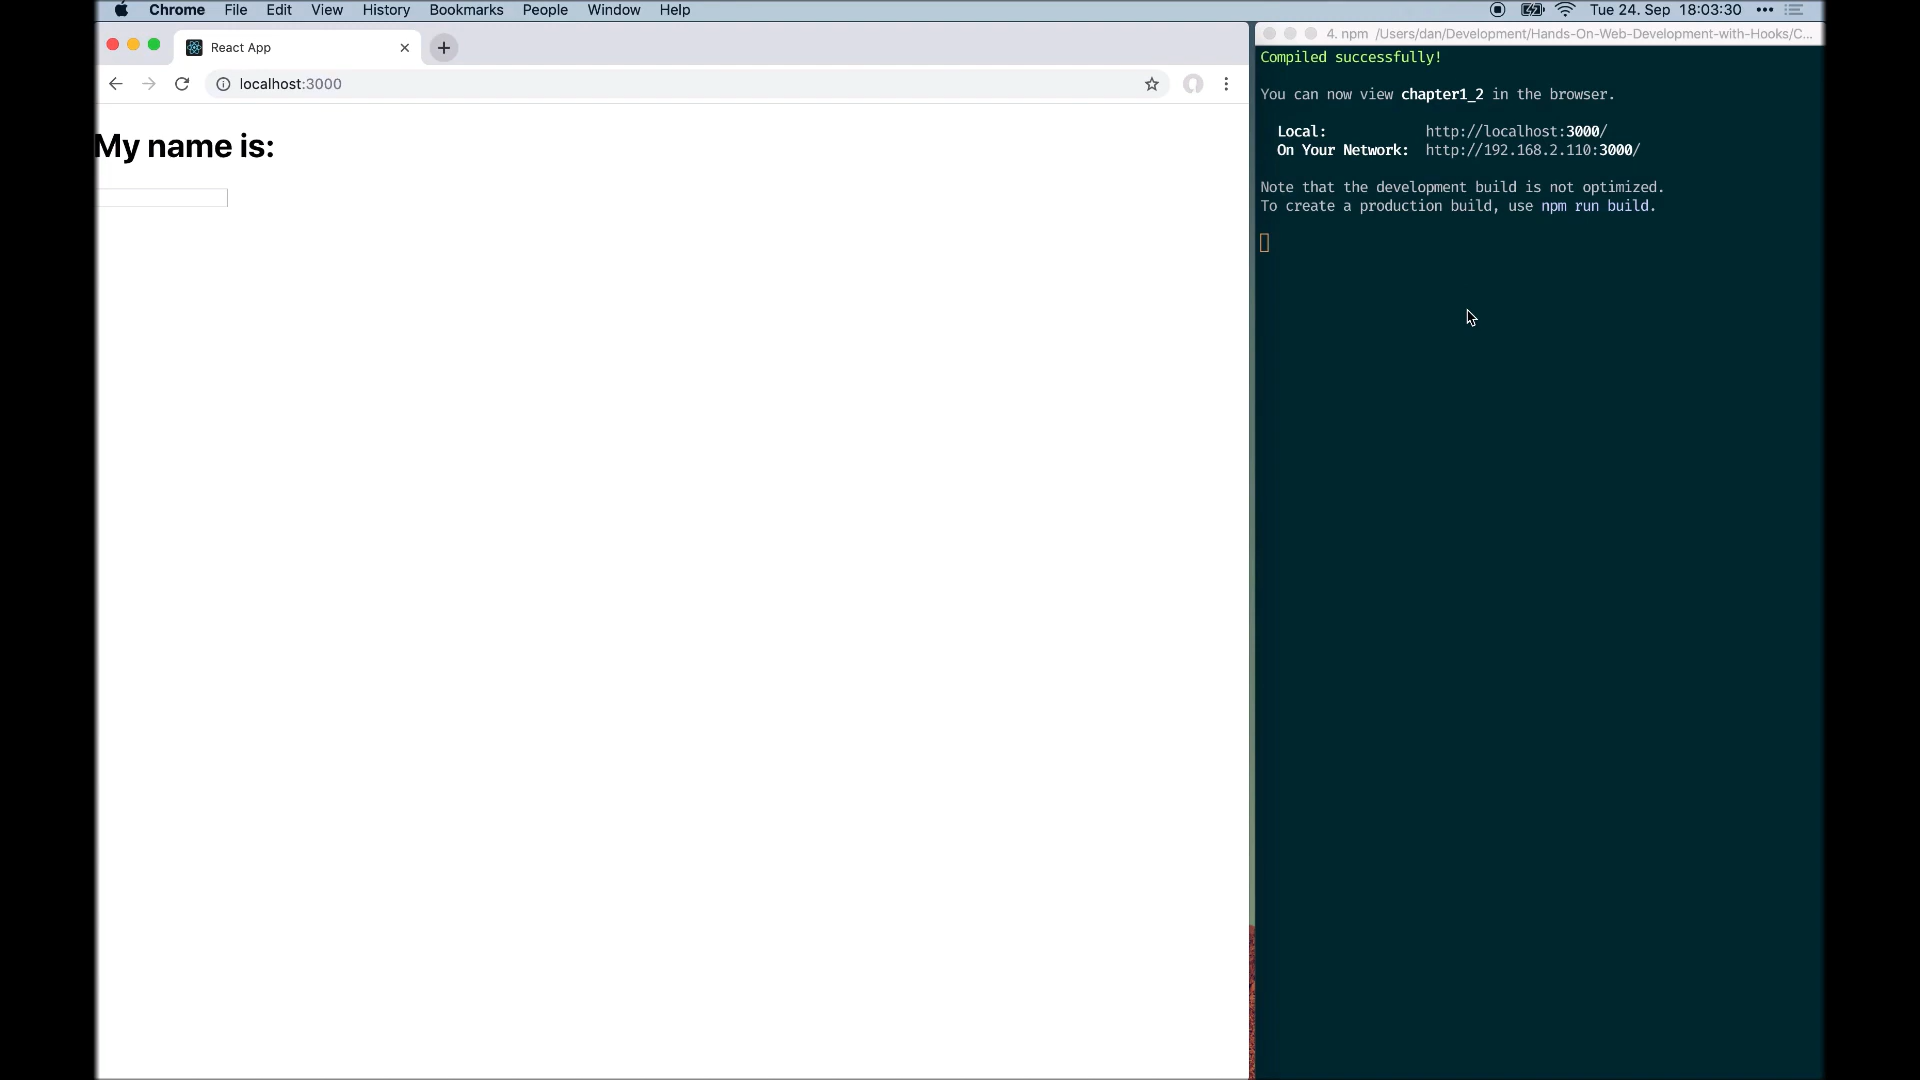 Chrome File Edit View History Bookmarks People Window Help Tue 24. Sep 18:03:30
React App
localhost:3000
My name is:
4. npm /Users/dan/Development/Hands-On-Web-Development-with-Hooks/C...
Compiled successfully!
You can now view chapter1_2 in the browser.
Local: http://localhost:3000/
On Your Network: http://192.168.2.110:3000/
Note that the development build is not optimized.
To create a production build, use npm run build.